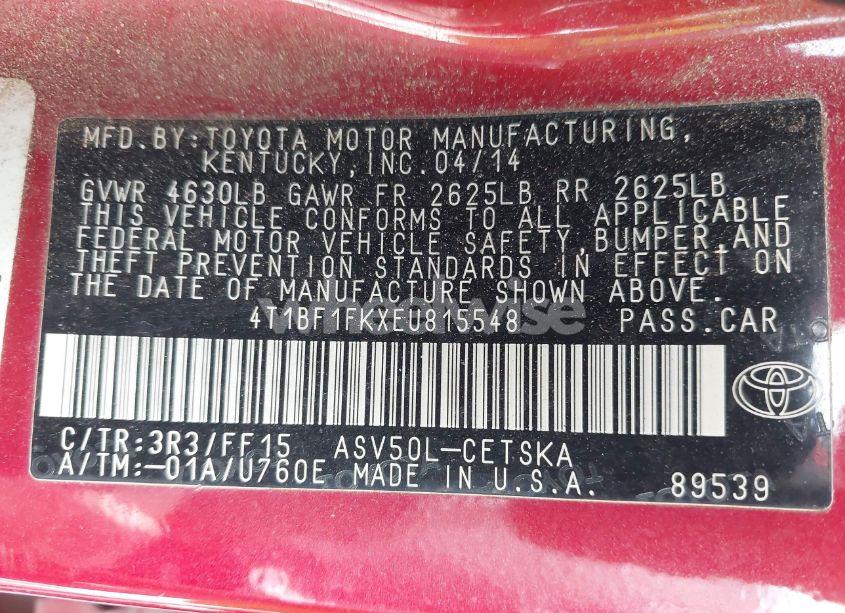 MFD.BY:TOYOTA MOTOR MANUFACTURING,
KENTUCKY,INC.04/14
GVWR 4630LB GAWR FR 2625LB RR 2625LB
THIS VEHICLE CONFORMS TO ALL APPLICABLE
FEDERAL MOTOR VEHICLE SAFETY,BUMPER,AND
THEFT PREVENTION STANDARDS IN EFFECT ON
THE DATE OF MANUFACTURE SHOWN ABOVE.
4T1BF1FKXEU815548 PASS.CAR
C/TR:3R3/FF15 ASV50L-CETSKA
A/TM:-01A/U760E MADE IN U.S.A. 89539